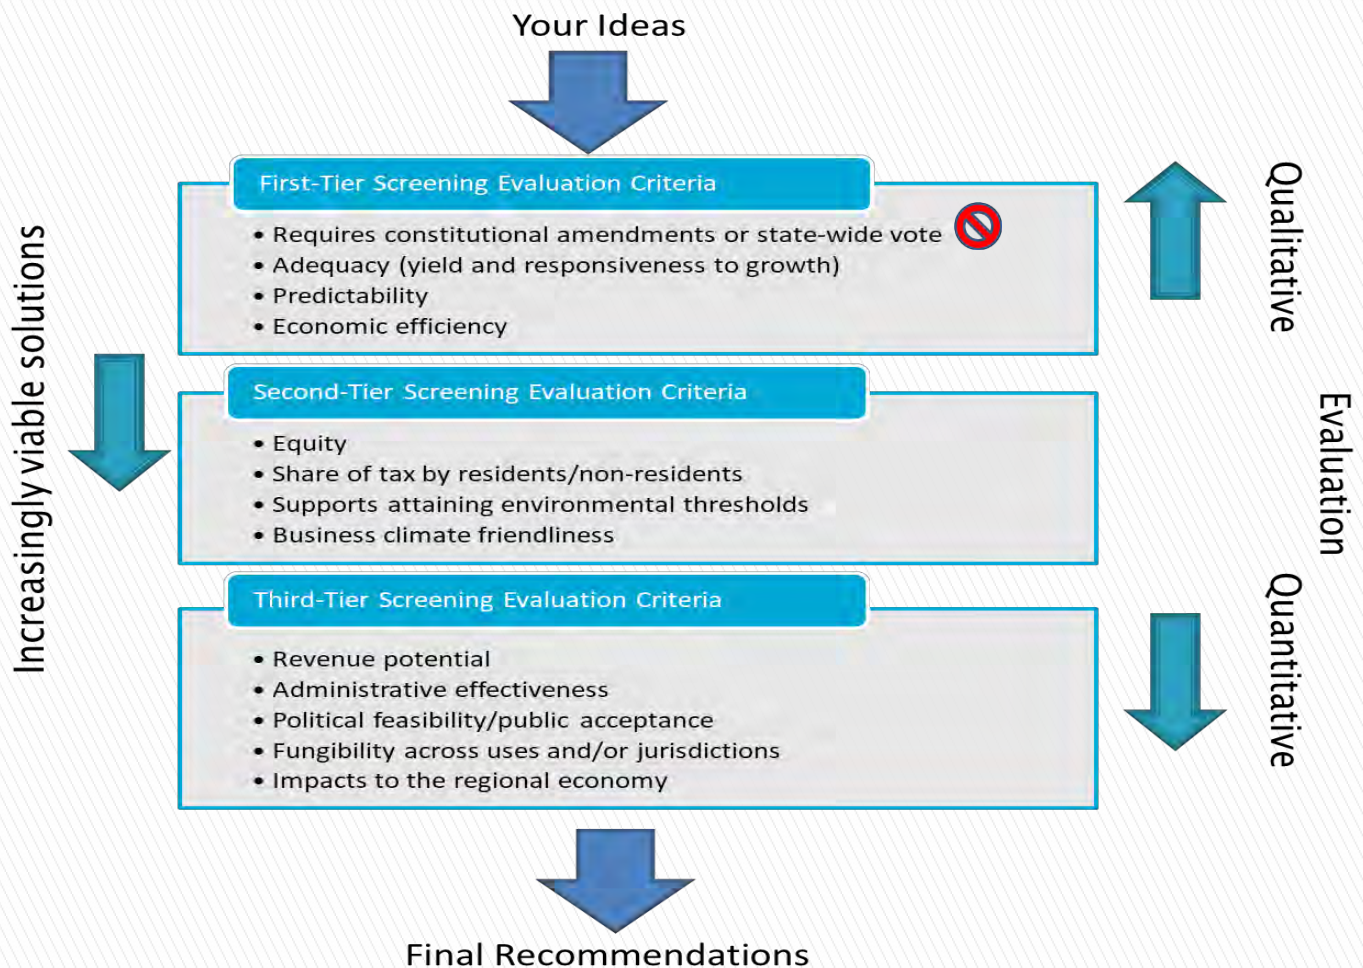 Your Ideas
First-Tier Screening Evaluation Criteria
• Requires constitutional amendments or state-wide vote
• Adequacy (yield and responsiveness to growth)
• Predictability
• Economic efficiency
Second-Tier Screening Evaluation Criteria
• Equity
• Share of tax by residents/non-residents
• Supports attaining environmental thresholds
• Business climate friendliness
Third-Tier Screening Evaluation Criteria
• Revenue potential
• Administrative effectiveness
• Political feasibility/public acceptance
• Fungibility across uses and/or jurisdictions
• Impacts to the regional economy
Final Recommendations
Increasingly viable solutions
Qualitative
Evaluation
Quantitative